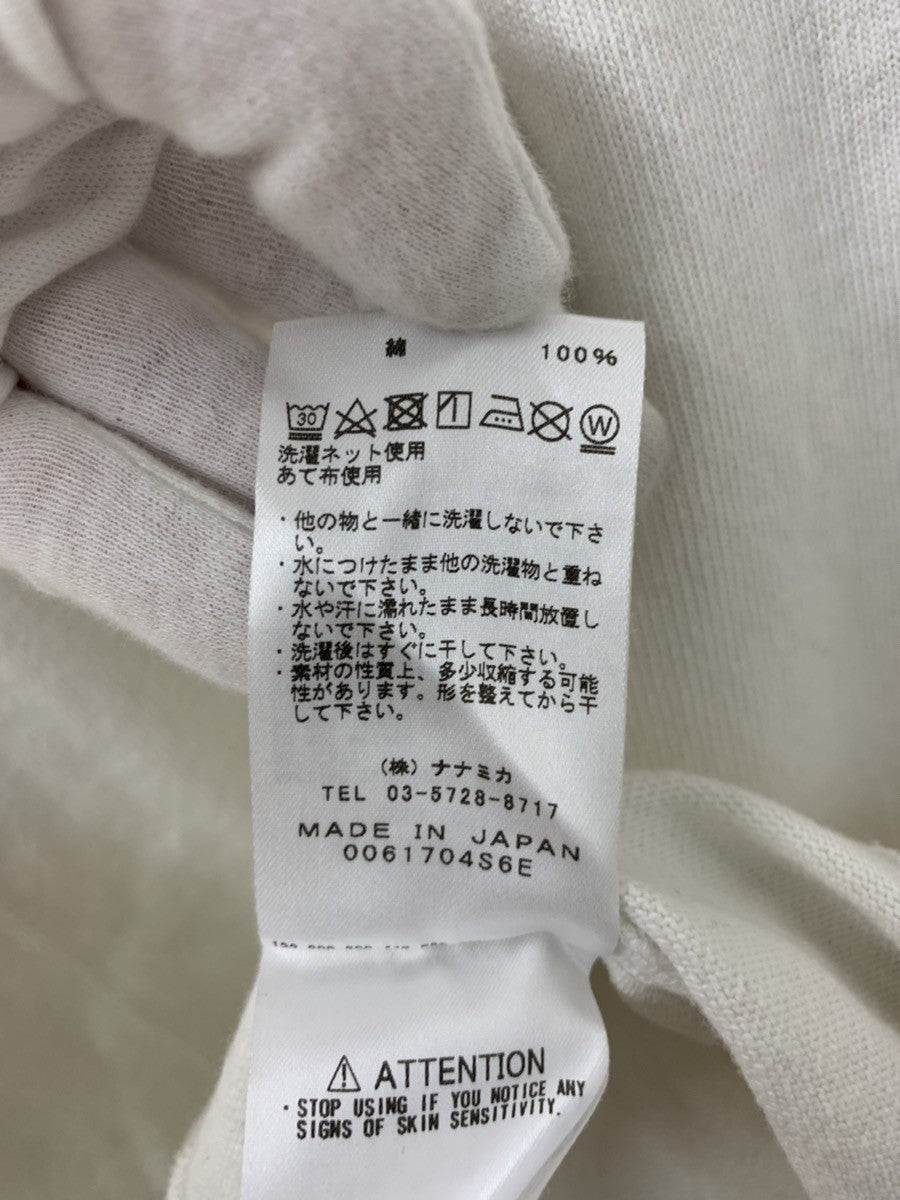 綿 100%
30 W
洗濯ネット使用
あて布使用
・他の物と一緒に洗濯しないで下さ
い。
・水につけたまま他の洗濯物と重ね
ないで下さい。
・水や汗に濡れたまま長時間放置し
ないで下さい。
・洗濯後はすぐに干して下さい。
・素材の性質上、多少収縮する可能
性があります。形を整えてから干
して下さい。
(株) ナナミカ
TEL 03-5728-8717
MADE IN JAPAN
0061704S6E
ATTENTION
・STOP USING IF YOU NOTICE ANY
SIGNS OF SKIN SENSITIVITY.